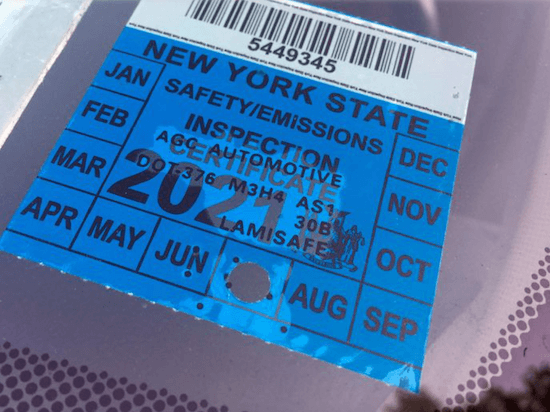 5449345
NEW YORK STATE
SAFETY/EMISSIONS
INSPECTION
CERTIFICATE
2021
AGC AUTOMOTIVE
DOT-376 M3H4 AS1
30B
LAMISAFE
JAN
FEB
MAR
APR
MAY
JUN
AUG
SEP
OCT
NOV
DEC